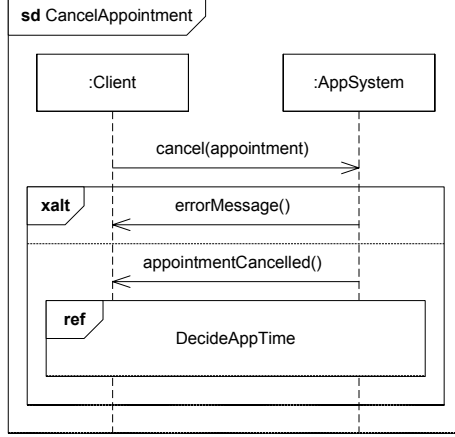 sd CancelAppointment
:Client
:AppSystem
cancel(appointment)
xalt
errorMessage()
appointmentCancelled()
ref
DecideAppTime